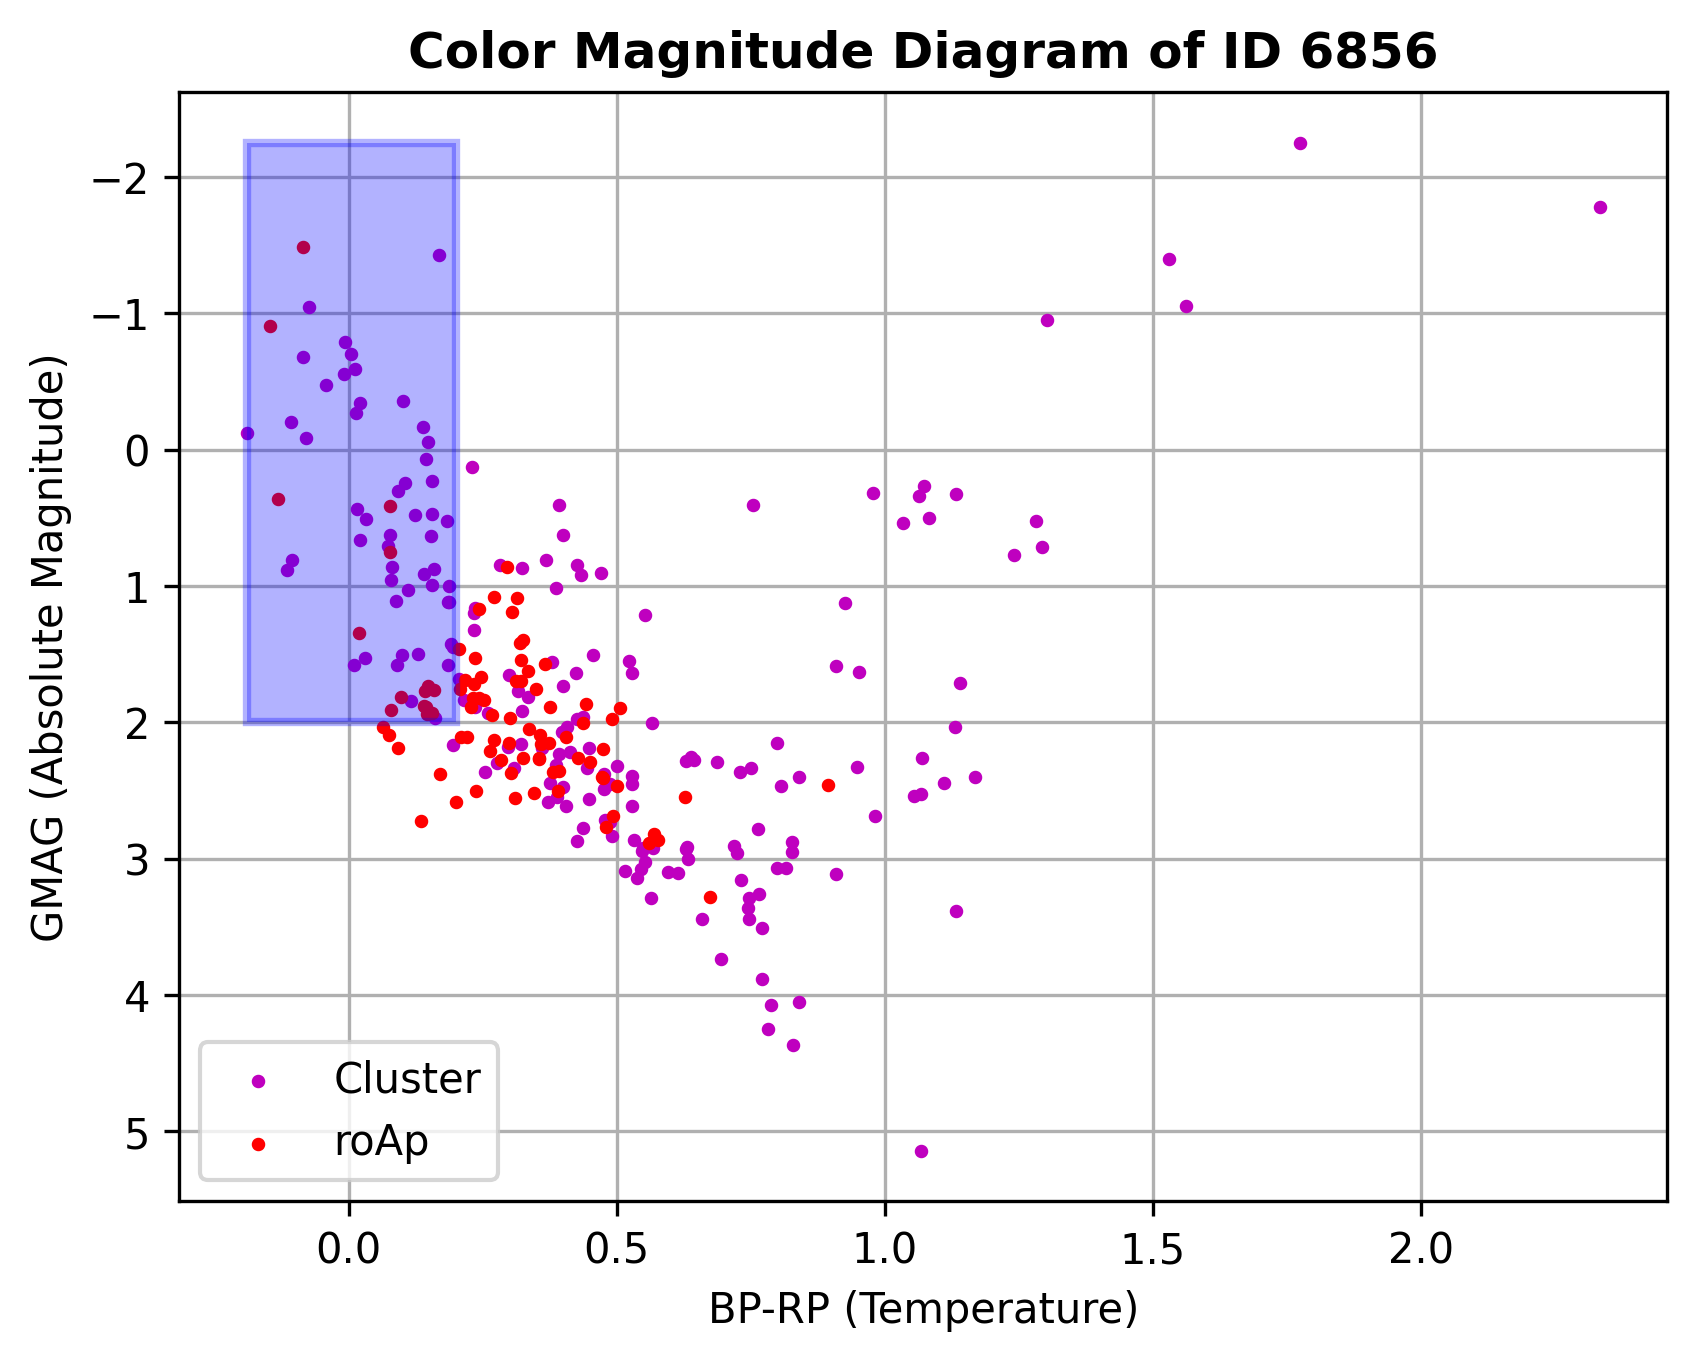 Color Magnitude Diagram of ID 6856
GMAG (Absolute Magnitude)
−2
−1
0
1
2
3
4
5
Cluster
roAp
0.0 0.5 1.0 1.5 2.0
BP-RP (Temperature)